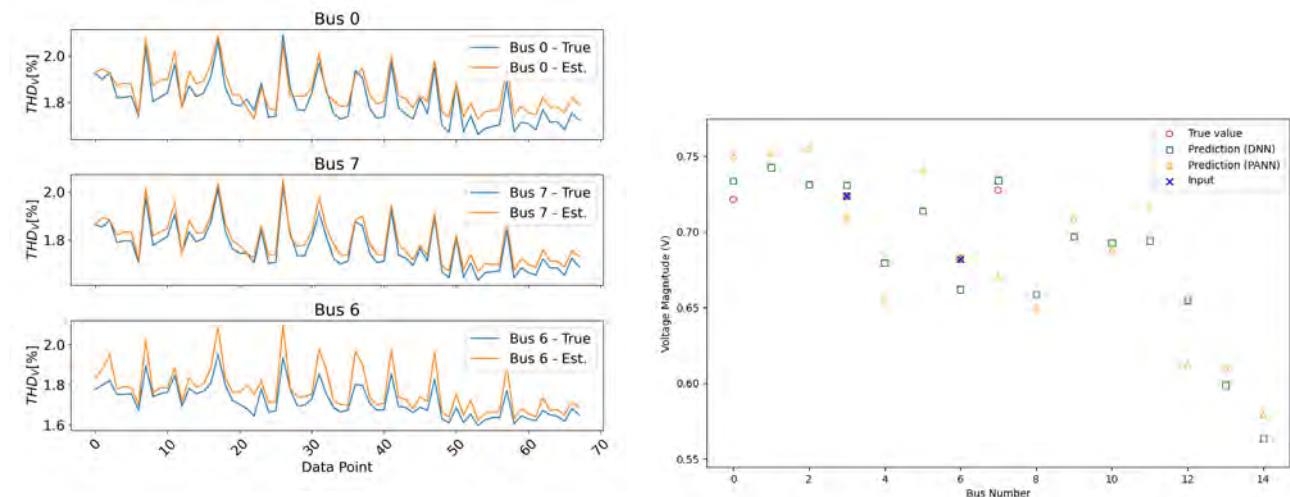 Bus 0
2.0
1.8
THD_V[%]
Bus 0 - True
Bus 0 - Est.
Bus 7
2.0
1.8
THD_V[%]
Bus 7 - True
Bus 7 - Est.
Bus 6
2.0
1.8
1.6
THD_V[%]
Bus 6 - True
Bus 6 - Est.
0 10 20 30 40 50 60 70
Data Point
True value
Prediction (DNN)
Prediction (PANN)
Input
0.75
0.70
0.65
0.60
0.55
Voltage Magnitude (V)
0 2 4 6 8 10 12 14
Bus Number